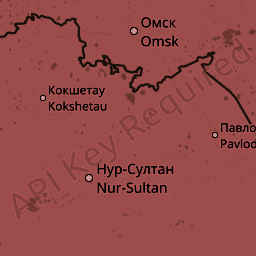 Омск
Omsk
Кокшетау
Kokshetau
Павло
Pavlod
Нур-Султан
Nur-Sultan
API Key Required